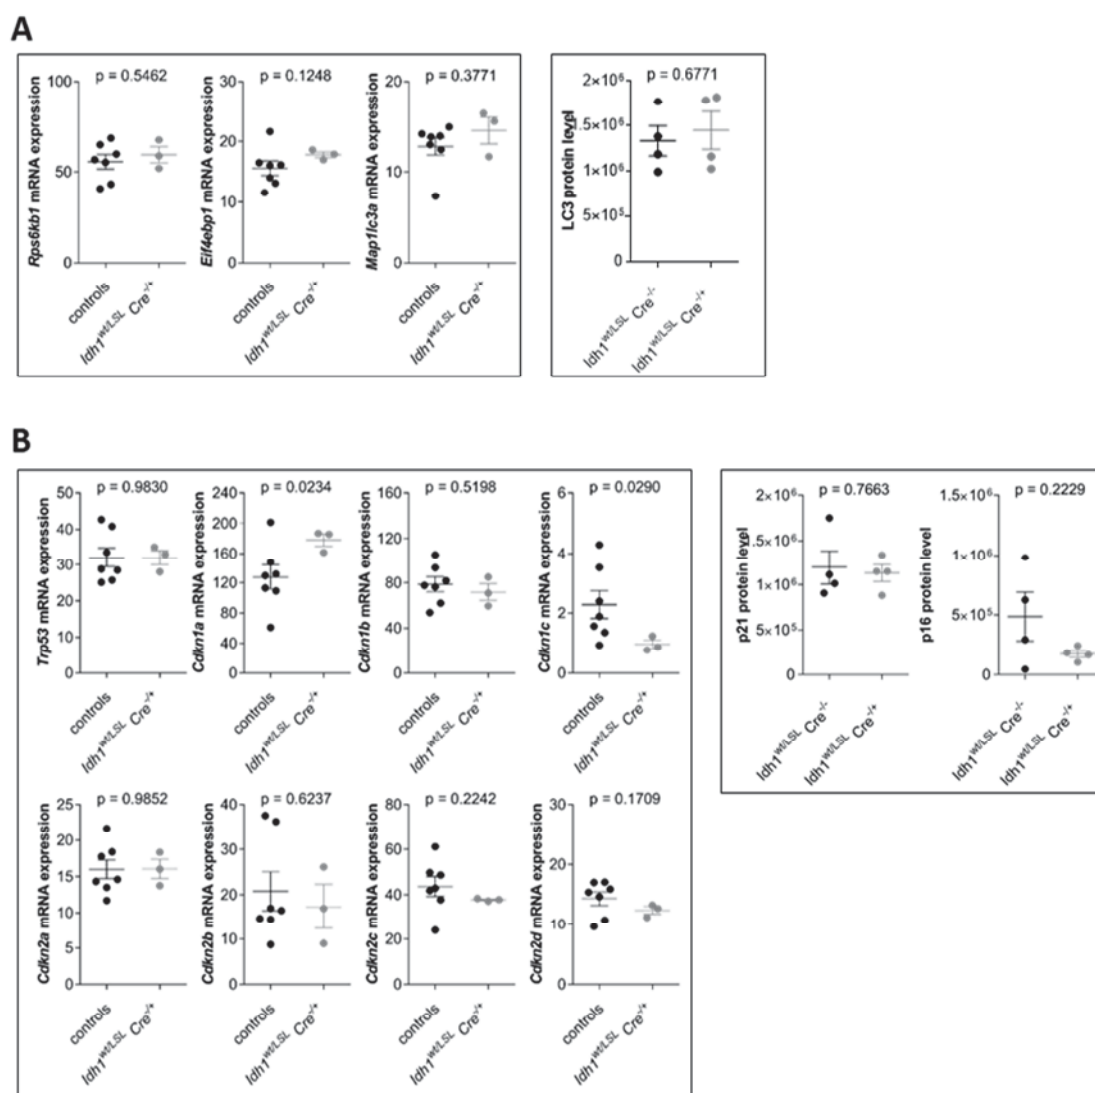 A
p = 0.5462
Rps6kb1 mRNA expression
100
50
0
controls
Idh1wt/LSL Cre-/+
p = 0.1248
Eif4ebp1 mRNA expression
30
20
10
0
controls
Idh1wt/LSL Cre-/+
p = 0.3771
Map1lc3a mRNA expression
20
10
0
controls
Idh1wt/LSL Cre-/+
p = 0.6771
LC3 protein level
2×10⁶
1.5×10⁶
1×10⁶
5×10⁵
0
Idh1wt/LSL Cre-/-
Idh1wt/LSL Cre-/+
B
p = 0.9830
Trp53 mRNA expression
50
40
30
20
10
0
controls
Idh1wt/LSL Cre-/+
p = 0.0234
Cdkn1a mRNA expression
240
200
160
120
80
40
0
controls
Idh1wt/LSL Cre-/+
p = 0.5198
Cdkn1b mRNA expression
160
120
80
40
0
controls
Idh1wt/LSL Cre-/+
p = 0.0290
Cdkn1c mRNA expression
6
4
2
0
controls
Idh1wt/LSL Cre-/+
p = 0.7663
p21 protein level
2×10⁶
1.5×10⁶
1×10⁶
5×10⁵
0
Idh1wt/LSL Cre-/-
Idh1wt/LSL Cre-/+
p = 0.2229
p16 protein level
1.5×10⁶
1×10⁶
5×10⁵
0
Idh1wt/LSL Cre-/-
Idh1wt/LSL Cre-/+
p = 0.9852
Cdkn2a mRNA expression
25
20
15
10
5
0
controls
Idh1wt/LSL Cre-/+
p = 0.6237
Cdkn2b mRNA expression
40
30
20
10
0
controls
Idh1wt/LSL Cre-/+
p = 0.2242
Cdkn2c mRNA expression
80
60
40
20
0
controls
Idh1wt/LSL Cre-/+
p = 0.1709
Cdkn2d mRNA expression
30
20
10
0
controls
Idh1wt/LSL Cre-/+